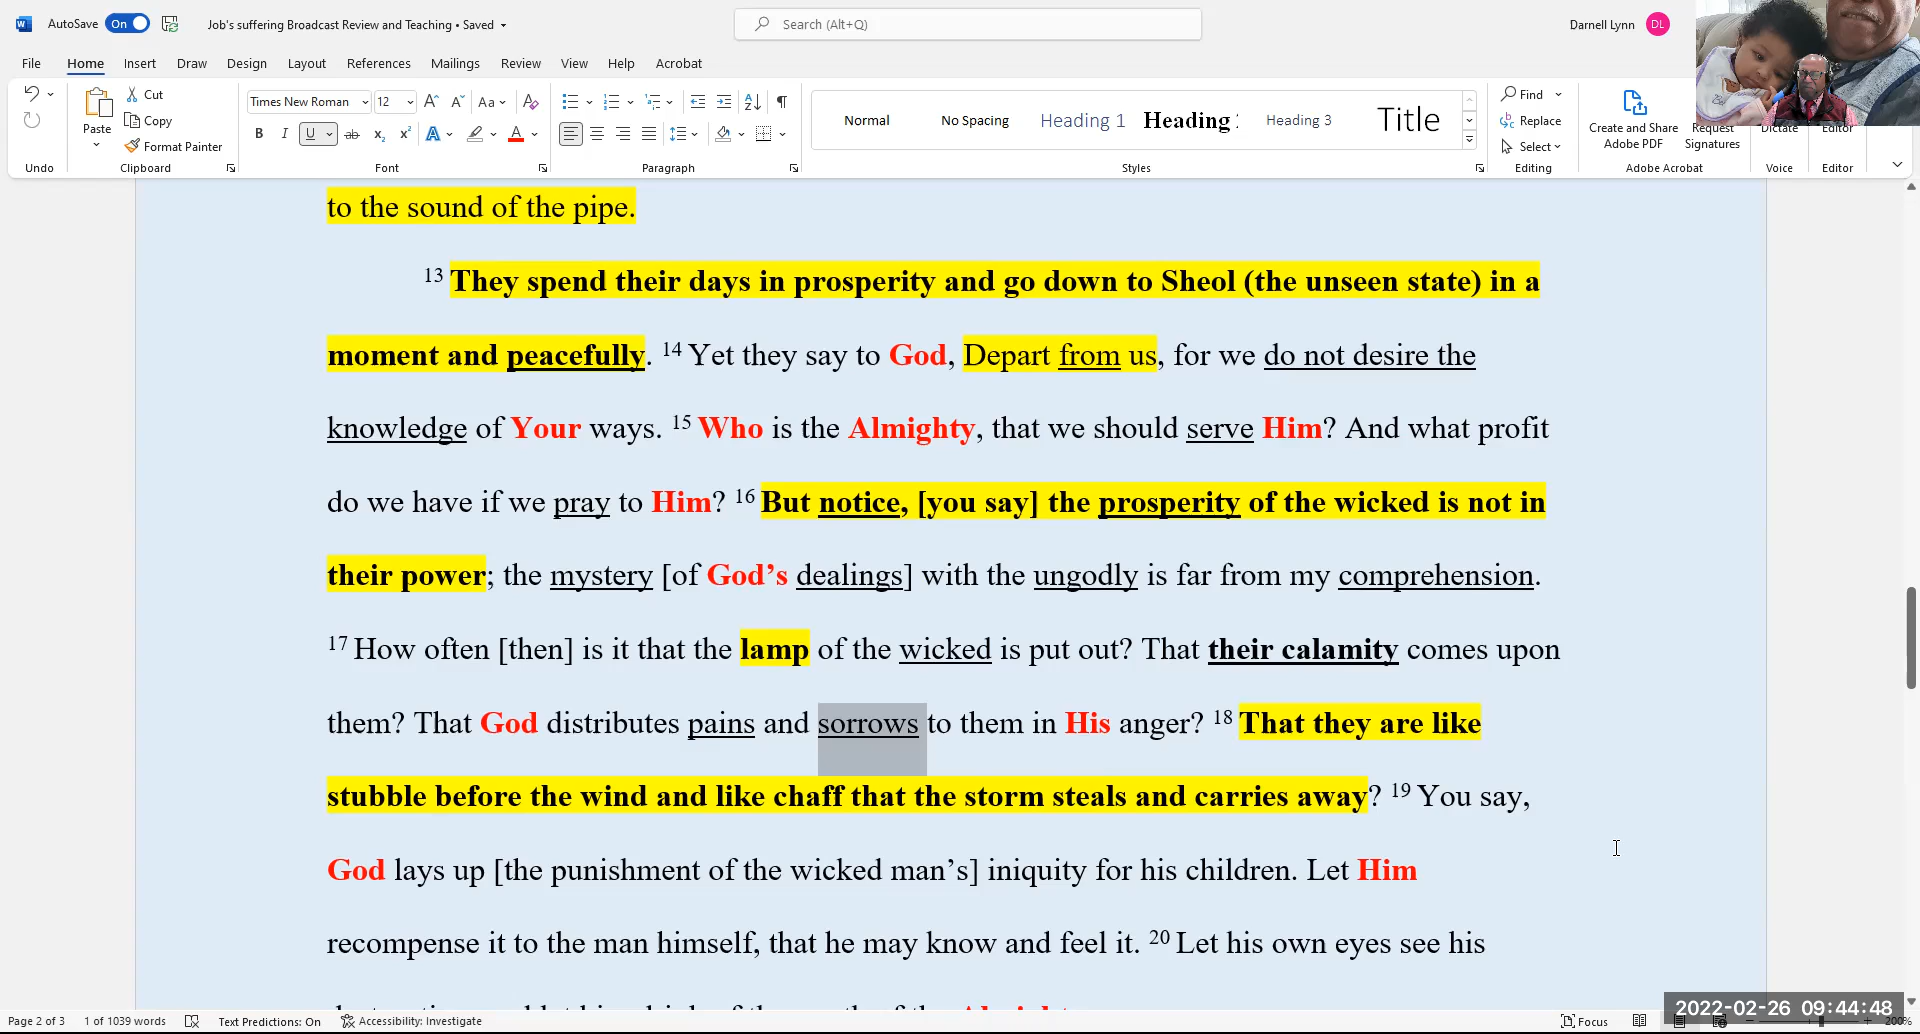 AutoSave On Job's suffering Broadcast Review and Teaching • Saved Search (Alt+Q) Darnell Lynn DL
File Home Insert Draw Design Layout References Mailings Review View Help Acrobat
Paste Cut Copy Format Painter
Times New Roman 12 Aa
B I U ab x₂ x² A A
Normal No Spacing Heading 1 Heading Heading 3 Title
Find Replace Select
Create and Share Adobe PDF Request Signatures Dictate Editor
Undo Clipboard Font Paragraph Styles Editing Adobe Acrobat Voice Editor
to the sound of the pipe.
13 They spend their days in prosperity and go down to Sheol (the unseen state) in a
moment and peacefully. 14 Yet they say to God, Depart from us, for we do not desire the
knowledge of Your ways. 15 Who is the Almighty, that we should serve Him? And what profit
do we have if we pray to Him? 16 But notice, [you say] the prosperity of the wicked is not in
their power; the mystery [of God’s dealings] with the ungodly is far from my comprehension.
17 How often [then] is it that the lamp of the wicked is put out? That their calamity comes upon
them? That God distributes pains and sorrows to them in His anger? 18 That they are like
stubble before the wind and like chaff that the storm steals and carries away? 19 You say,
God lays up [the punishment of the wicked man’s] iniquity for his children. Let Him
recompense it to the man himself, that he may know and feel it. 20 Let his own eyes see his
Page 2 of 3 1 of 1039 words Text Predictions: On Accessibility: Investigate Focus 200%
2022-02-26 09:44:48